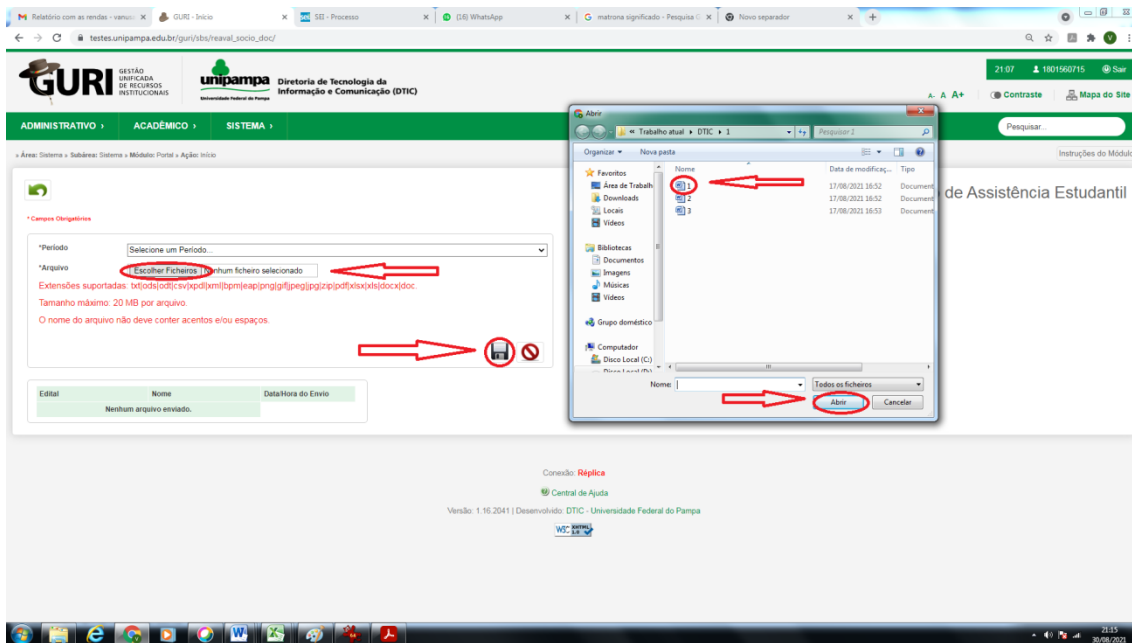 Relatório com as rendas - vanus
GURI - Início
SEI - Processo
(16) WhatsApp
matrona significado - Pesquisa G
Novo separador
testes.unipampa.edu.br/guri/sbs/reaval_socio_doc/
GURI
GESTÃO
UNIFICADA
DE RECURSOS
INSTITUCIONAIS
unipampa
Universidade Federal do Pampa
Diretoria de Tecnologia da
Informação e Comunicação (DTIC)
21:07 1801560715 Sair
A- A A+ Contraste Mapa do Site
ADMINISTRATIVO › ACADÊMICO › SISTEMA ›
Pesquisar...
» Área: Sistema » Subárea: Sistema » Módulo: Portal » Ação: Início
Instruções do Módulo
de Assistência Estudantil
* Campos Obrigatórios
*Período Selecione um Período...
*Arquivo Escolher Ficheiros Nenhum ficheiro selecionado
Extensões suportadas: txt|ods|odt|csv|xpdl|xml|bpm|eap|png|gif|jpeg|jpg|zip|pdf|xlsx|xls|docx|doc.
Tamanho máximo: 20 MB por arquivo.
O nome do arquivo não deve conter acentos e/ou espaços.
Edital Nome Data/Hora do Envio
Nenhum arquivo enviado.
Abrir
« Trabalho atual ▸ DTIC ▸ 1
Pesquisar 1
Organizar Nova pasta
Nome Data de modificaç... Tipo
1 17/08/2021 16:52 Document
2 17/08/2021 16:52 Document
3 17/08/2021 16:53 Document
Favoritos
Área de Trabalh
Downloads
Locais
Vídeos
Bibliotecas
Documentos
Imagens
Músicas
Vídeos
Grupo doméstico
Computador
Disco Local (C:)
Disco Local (D:)
Nome
Todos os ficheiros
Abrir
Cancelar
Conexão: Réplica
Central de Ajuda
Versão: 1.16.2041 | Desenvolvido: DTIC - Universidade Federal do Pampa
W3C XHTML 1.0
21:15
30/08/2021